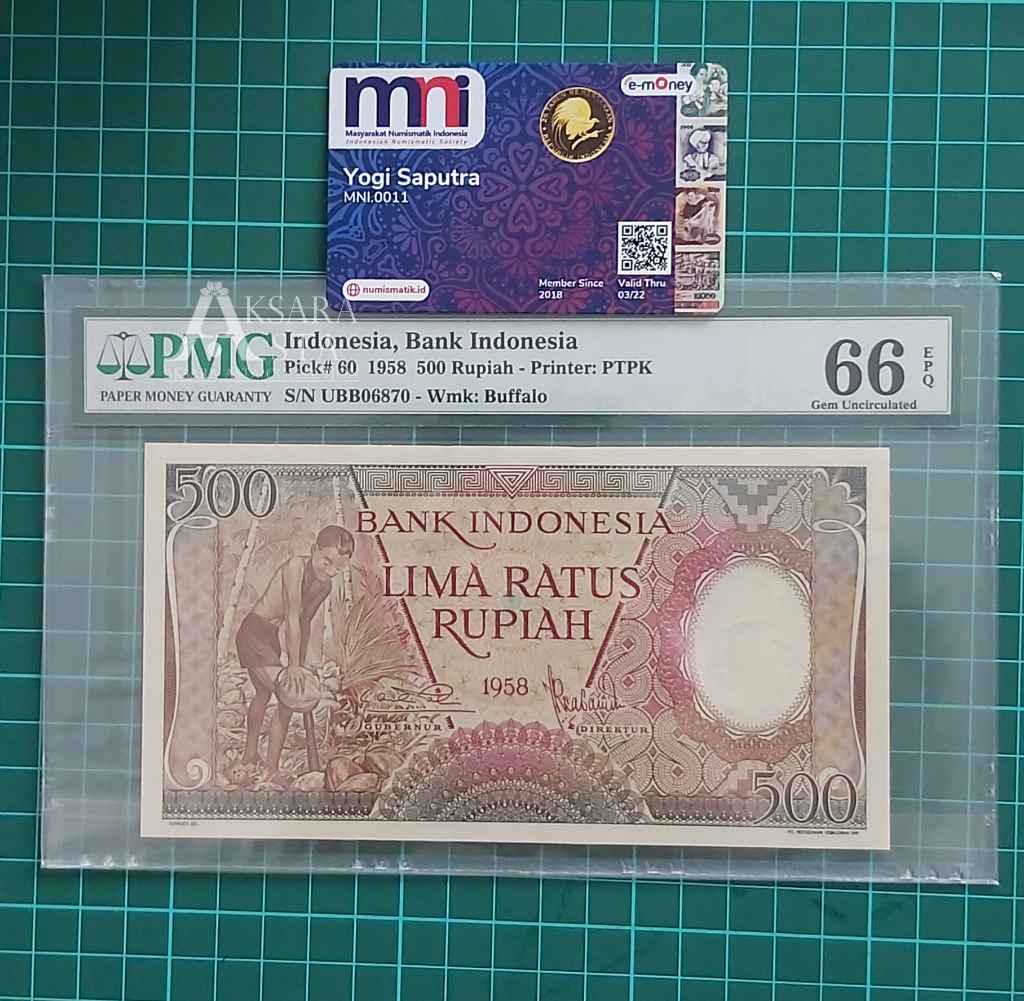 mni
Masyarakat Numismatik Indonesia
Indonesian Numismatic Society
e-money
Yogi Saputra
MNI.0011
numismatik.id
Member Since
2018
Valid Thru
03/22
AKSARA
PMG
PAPER MONEY GUARANTY
Indonesia, Bank Indonesia
Pick# 60 1958 500 Rupiah - Printer: PTPK
S/N UBB06870 - Wmk: Buffalo
66 EPQ
Gem Uncirculated
500
BANK INDONESIA
LIMA RATUS
RUPIAH
1958
GUBERNUR
DIREKTUR
500